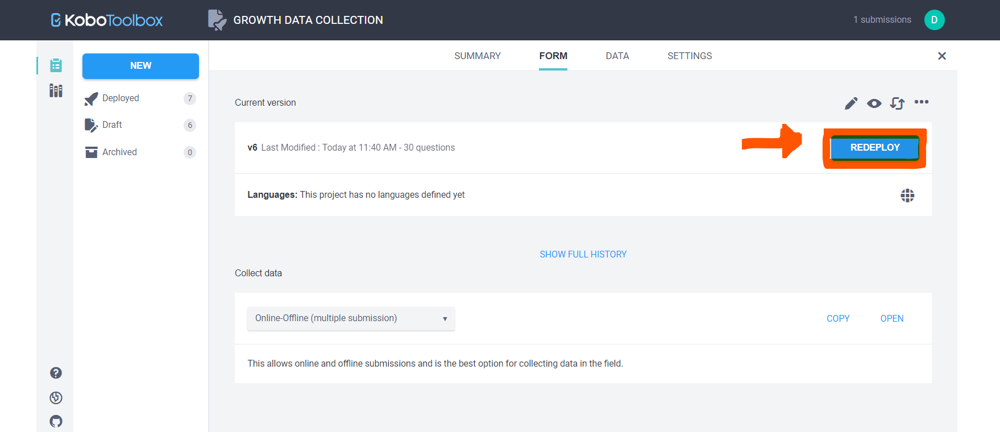 KoboToolbox
GROWTH DATA COLLECTION
1 submissions
D
NEW
Deployed 7
Draft 6
Archived 0
SUMMARY FORM DATA SETTINGS
Current version
v6 Last Modified : Today at 11:40 AM - 30 questions
REDEPLOY
Languages: This project has no languages defined yet
SHOW FULL HISTORY
Collect data
Online-Offline (multiple submission)
COPY OPEN
This allows online and offline submissions and is the best option for collecting data in the field.